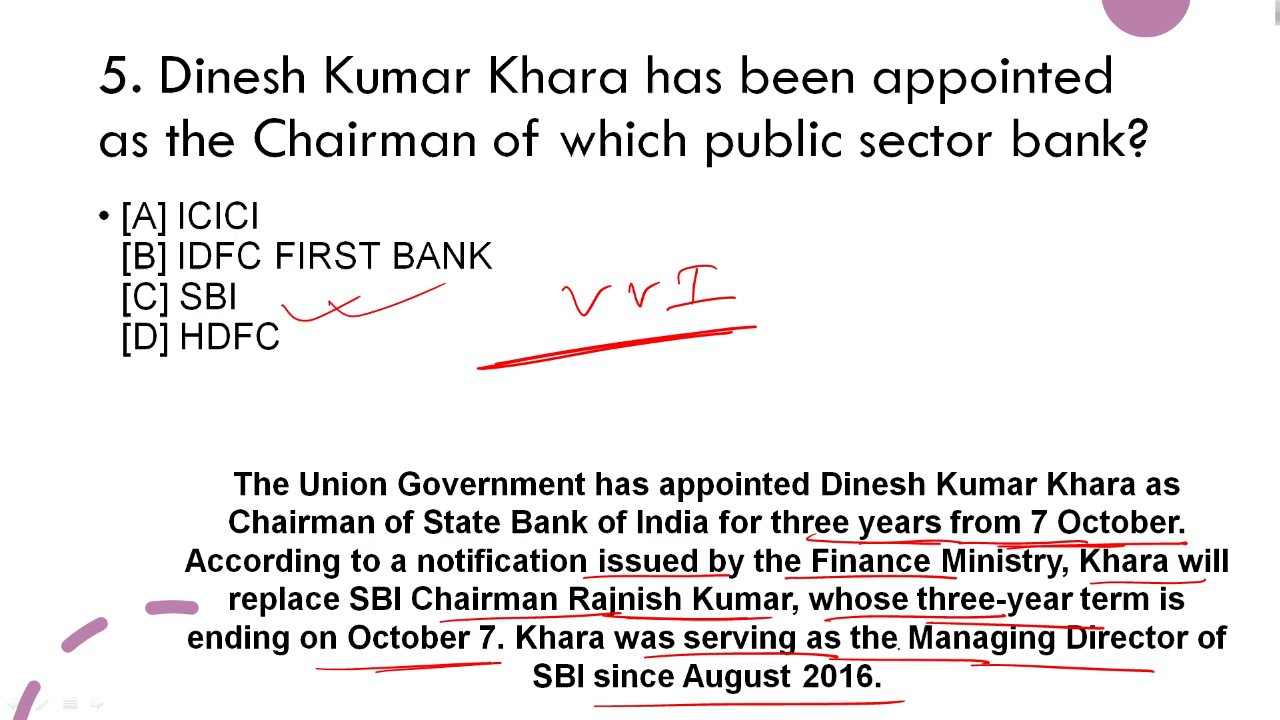 5. Dinesh Kumar Khara has been appointed
as the Chairman of which public sector bank?
• [A] ICICI
[B] IDFC FIRST BANK
[C] SBI
[D] HDFC
V V I
The Union Government has appointed Dinesh Kumar Khara as
Chairman of State Bank of India for three years from 7 October.
According to a notification issued by the Finance Ministry, Khara will
replace SBI Chairman Rajnish Kumar, whose three-year term is
ending on October 7. Khara was serving as the Managing Director of
SBI since August 2016.